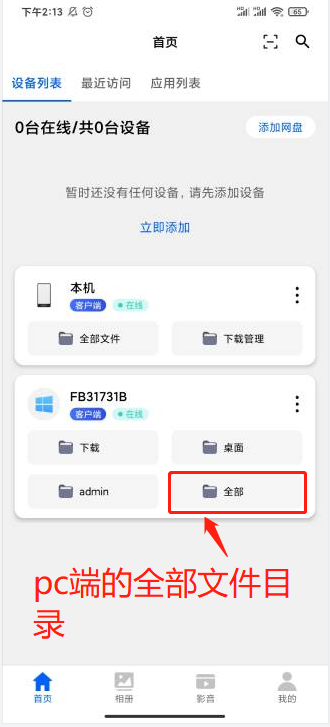 下午2:13
65
首页
设备列表 最近访问 应用列表
0台在线/共0台设备 添加网盘
暂时还没有任何设备，请先添加设备
立即添加
本机
客户端 在线
全部文件 下载管理
FB31731B
客户端 在线
下载 桌面
admin 全部
pc端的全部文件目
录
首页 相册 影音 我的